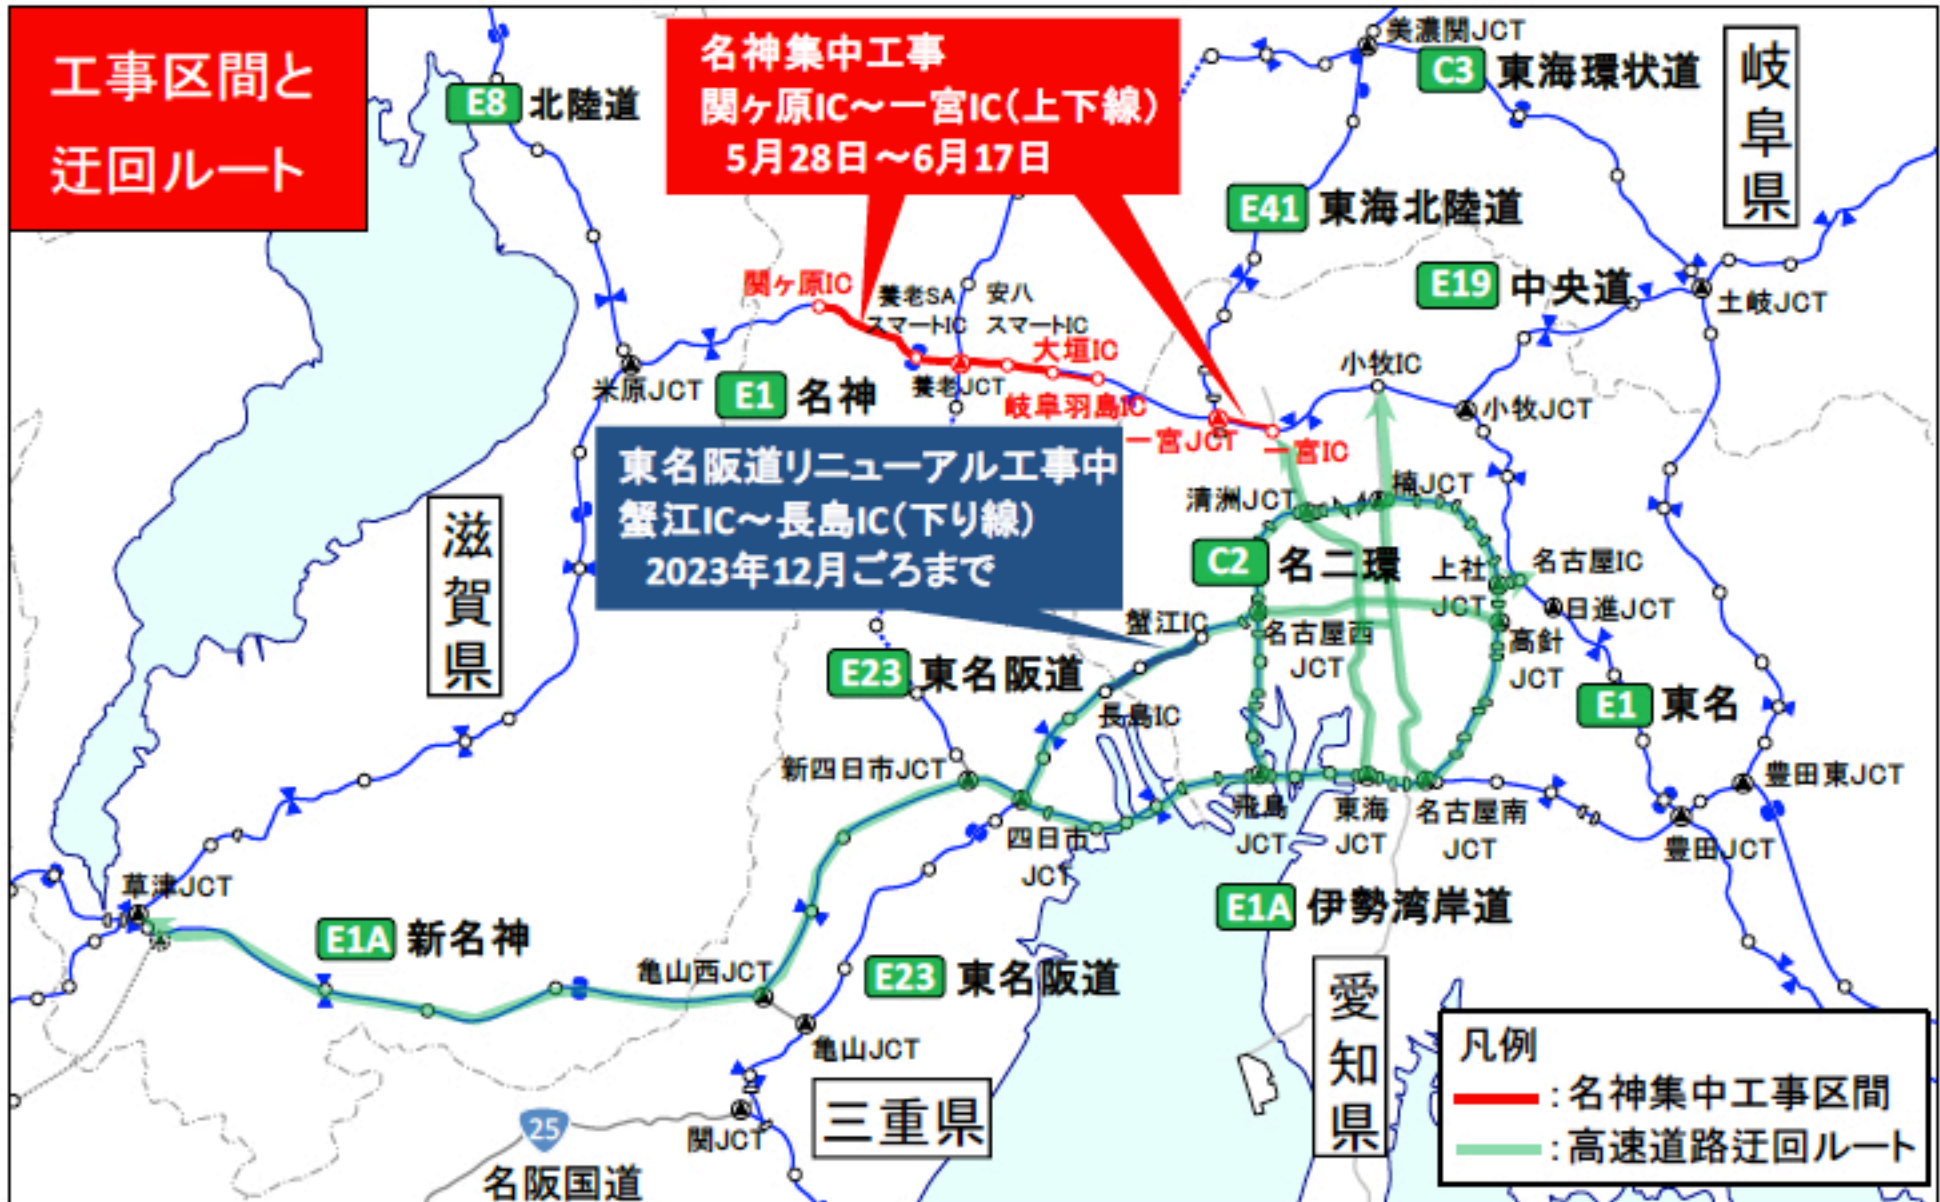 工事区間と
迂回ルート
名神集中工事
関ヶ原IC～一宮IC（上下線）
5月28日～6月17日
美濃関JCT
C3 東海環状道
岐阜県
E8 北陸道
E41 東海北陸道
E19 中央道
土岐JCT
関ヶ原IC
養老SA
スマートIC
安八
スマートIC
大垣IC
小牧IC
米原JCT
E1 名神
養老JCT
岐阜羽島IC
小牧JCT
一宮JCT
一宮IC
東名阪道リニューアル工事中
蟹江IC～長島IC（下り線）
2023年12月ごろまで
清洲JCT
楠JCT
滋賀県
C2 名二環
上社
JCT
名古屋IC
日進JCT
蟹江IC
名古屋西
JCT
高針
JCT
E23 東名阪道
長島IC
E1 東名
新四日市JCT
豊田東JCT
四日市
JCT
飛島
JCT
東海
JCT
名古屋南
JCT
豊田JCT
草津JCT
E1A 伊勢湾岸道
E1A 新名神
亀山西JCT
E23 東名阪道
愛知県
亀山JCT
三重県
25
関JCT
名阪国道
凡例
：名神集中工事区間
：高速道路迂回ルート